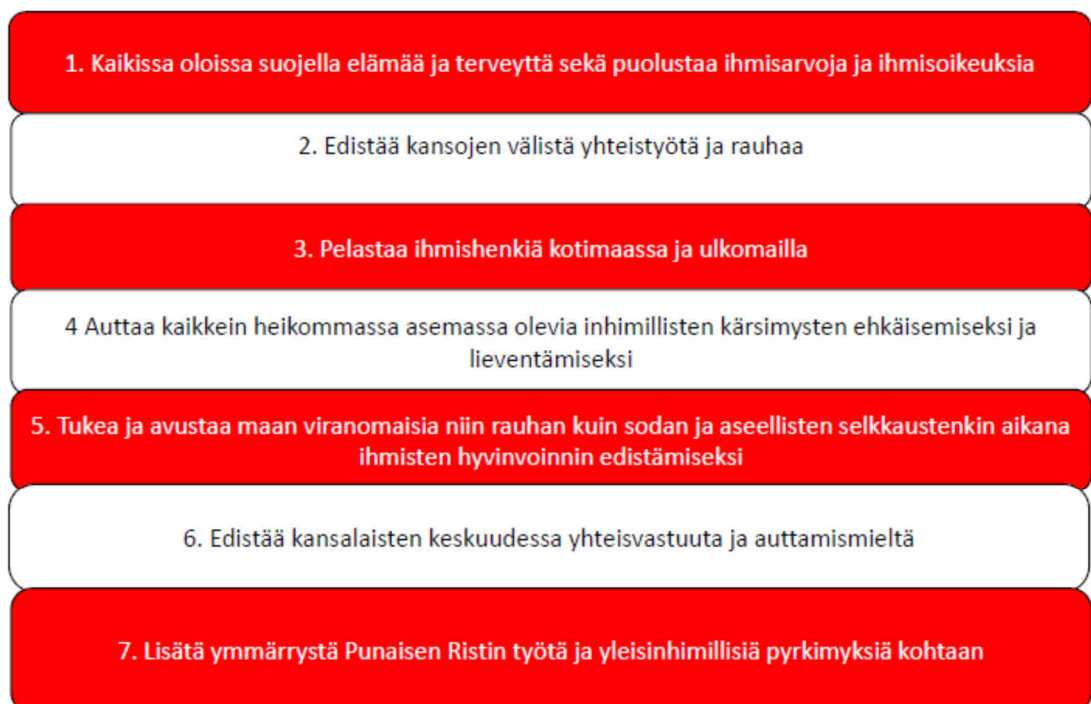 1. Kaikissa oloissa suojella elämää ja terveyttä sekä puolustaa ihmisarvoja ja ihmisoikeuksia
2. Edistää kansojen välistä yhteistyötä ja rauhaa
3. Pelastaa ihmishenkiä kotimaassa ja ulkomailla
4 Auttaa kaikkein heikommassa asemassa olevia inhimillisten kärsimysten ehkäisemiseksi ja
lieventämiseksi
5. Tukea ja avustaa maan viranomaisia niin rauhan kuin sodan ja aseellisten selkkaustenkin aikana
ihmisten hyvinvoinnin edistämiseksi
6. Edistää kansalaisten keskuudessa yhteisvastuuta ja auttamismieltä
7. Lisätä ymmärrystä Punaisen Ristin työtä ja yleisinhimillisiä pyrkimyksiä kohtaan